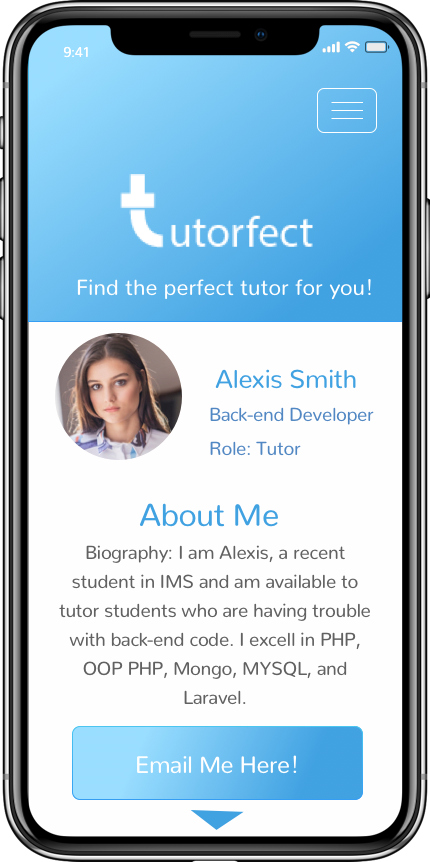 9:41
tutorfect
Find the perfect tutor for you!
Alexis Smith
Back-end Developer
Role: Tutor
About Me
Biography: I am Alexis, a recent
student in IMS and am available to
tutor students who are having trouble
with back-end code. I excell in PHP,
OOP PHP, Mongo, MYSQL, and
Laravel.
Email Me Here!